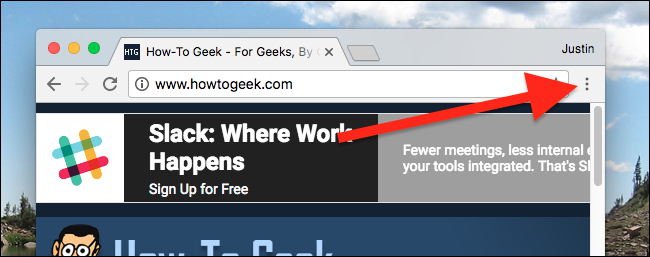 HTG How-To Geek - For Geeks, By
Justin
www.howtogeek.com
Slack: Where Work
Happens
Sign Up for Free
Fewer meetings, less internal
your tools integrated. That's
How-To Geek